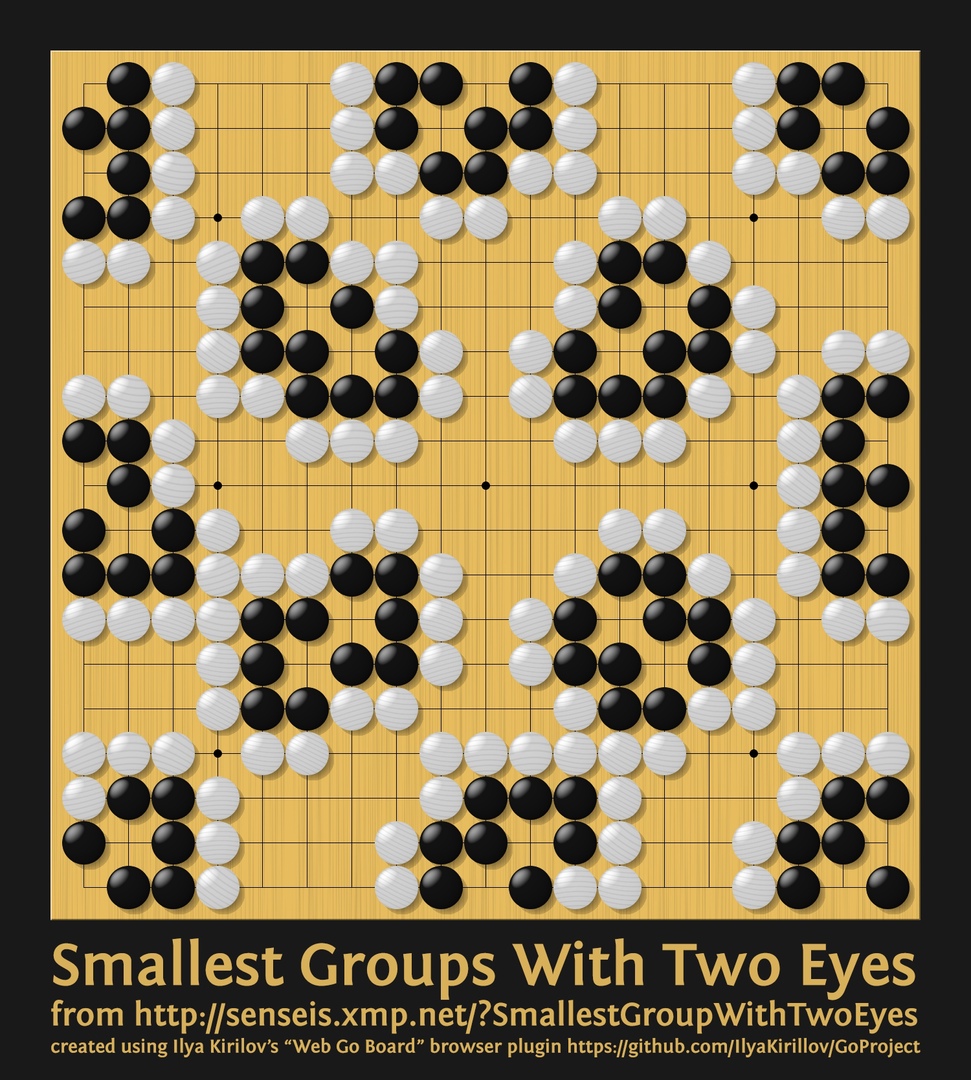 Smallest Groups With Two Eyes
from http://senseis.xmp.net/?SmallestGroupWithTwoEyes
created using Ilya Kirilov’s “Web Go Board” browser plugin https://github.com/IlyaKirillov/GoProject